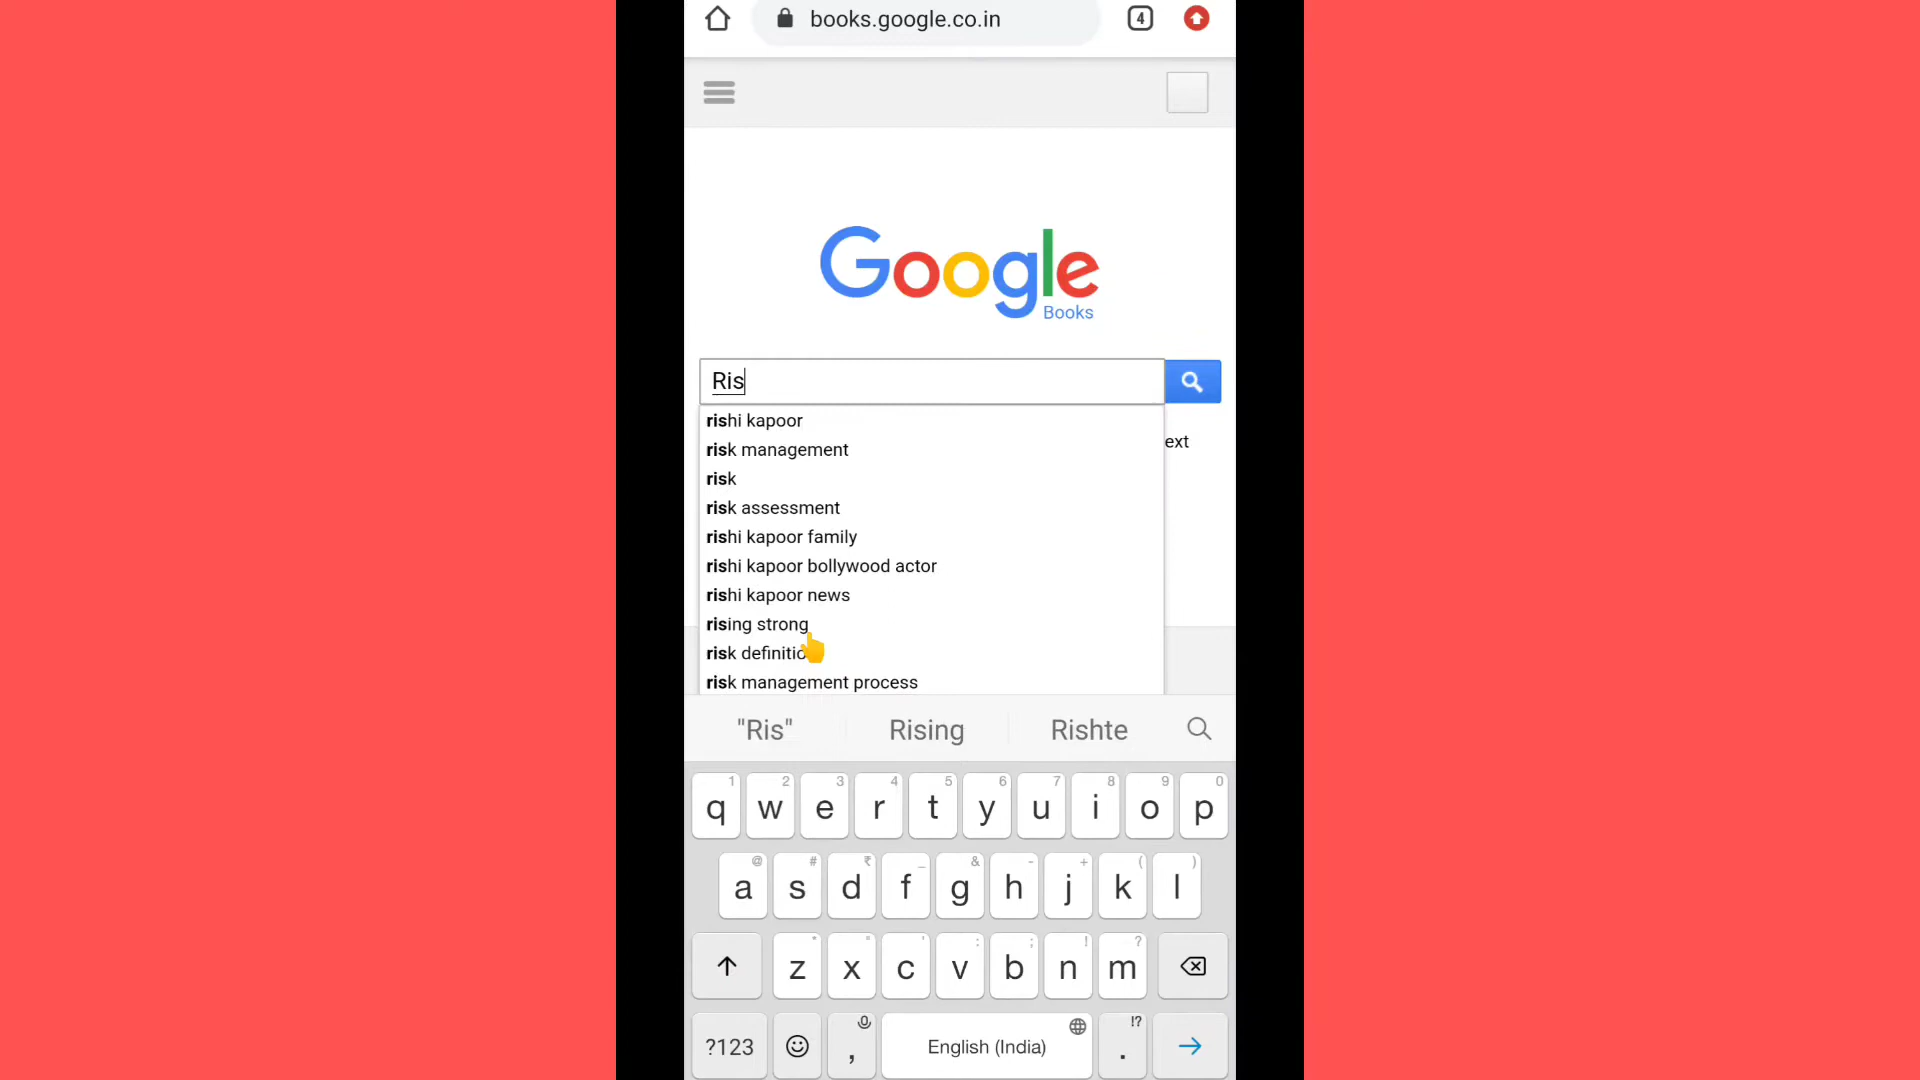 books.google.co.in
4
Google
Books
Ris
ext
rishi kapoor
risk management
risk
risk assessment
rishi kapoor family
rishi kapoor bollywood actor
rishi kapoor news
rising strong
risk definitio
risk management process
"Ris" Rising Rishte
1 2 3 4 5 6 7 8 9 0
q w e r t y u i o p
@ # ₹ _ & - + ( )
a s d f g h j k l
* " ' : ; ! ?
z x c v b n m
!?
?123 , English (India) .